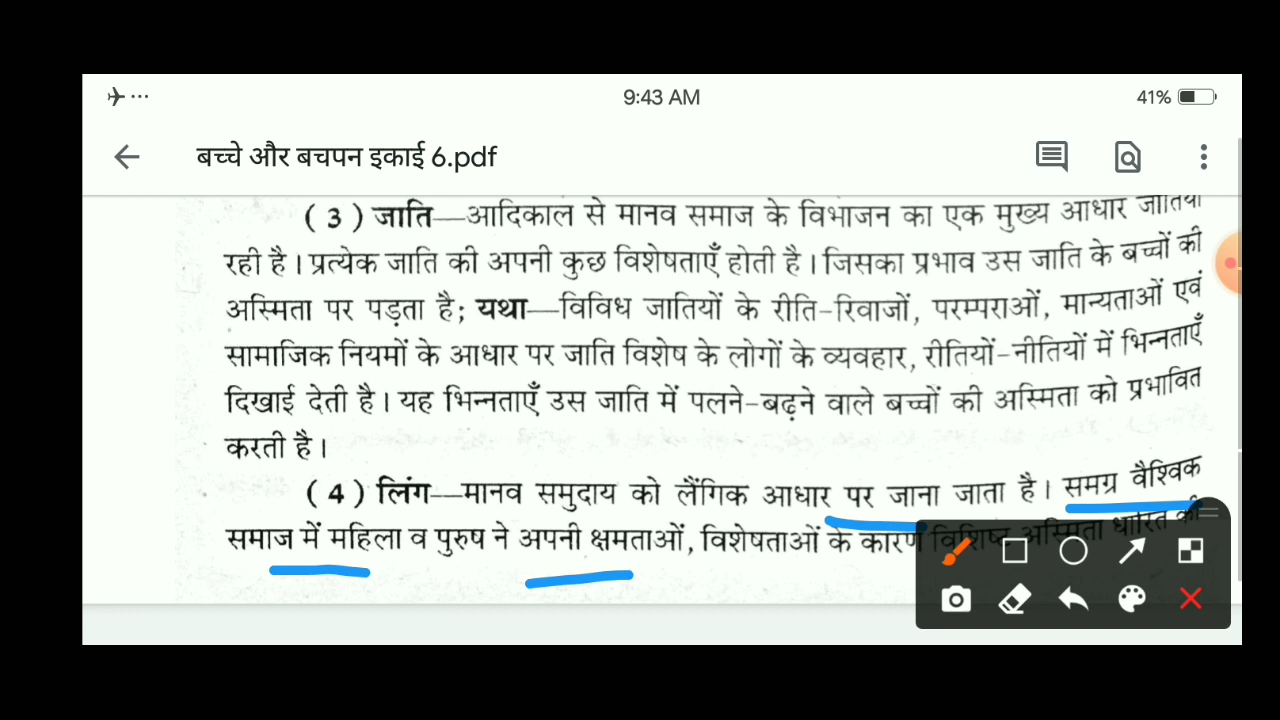 9:43 AM
41%
बच्चे और बचपन इकाई 6.pdf
( 3 ) जाति—आदिकाल से मानव समाज के विभाजन का एक मुख्य आधार जातियाँ
रही है। प्रत्येक जाति की अपनी कुछ विशेषताएँ होती है। जिसका प्रभाव उस जाति के बच्चों की
अस्मिता पर पड़ता है; यथा—विविध जातियों के रीति-रिवाजों, परम्पराओं, मान्यताओं एवं
सामाजिक नियमों के आधार पर जाति विशेष के लोगों के व्यवहार, रीतियों-नीतियों में भिन्नताएँ
दिखाई देती है। यह भिन्नताएँ उस जाति में पलने-बढ़ने वाले बच्चों की अस्मिता को प्रभावित
करती है।
( 4 ) लिंग—मानव समुदाय को लैंगिक आधार पर जाना जाता है। समग्र वैश्विक
समाज में महिला व पुरुष ने अपनी क्षमताओं, विशेषताओं के कारण विशिष्ट अस्मिता धारित की